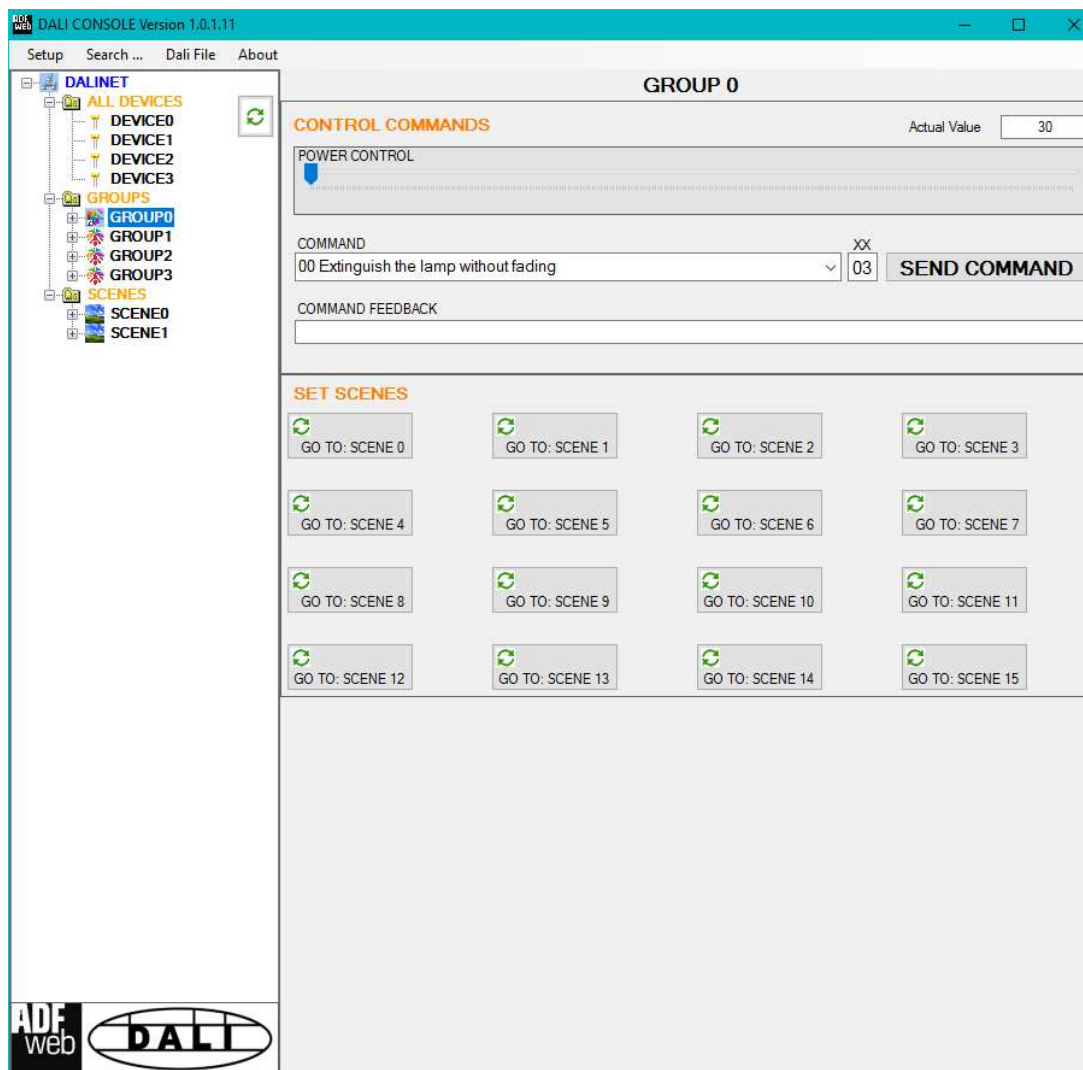 ADF web DALI CONSOLE Version 1.0.1.11
Setup Search ... Dali File About
DALINET
ALL DEVICES
DEVICE0
DEVICE1
DEVICE2
DEVICE3
GROUPS
GROUP0
GROUP1
GROUP2
GROUP3
SCENES
SCENE0
SCENE1
GROUP 0
CONTROL COMMANDS
Actual Value 30
POWER CONTROL
COMMAND XX
00 Extinguish the lamp without fading 03 SEND COMMAND
COMMAND FEEDBACK
SET SCENES
GO TO: SCENE 0 GO TO: SCENE 1 GO TO: SCENE 2 GO TO: SCENE 3
GO TO: SCENE 4 GO TO: SCENE 5 GO TO: SCENE 6 GO TO: SCENE 7
GO TO: SCENE 8 GO TO: SCENE 9 GO TO: SCENE 10 GO TO: SCENE 11
GO TO: SCENE 12 GO TO: SCENE 13 GO TO: SCENE 14 GO TO: SCENE 15
ADF
web DALI